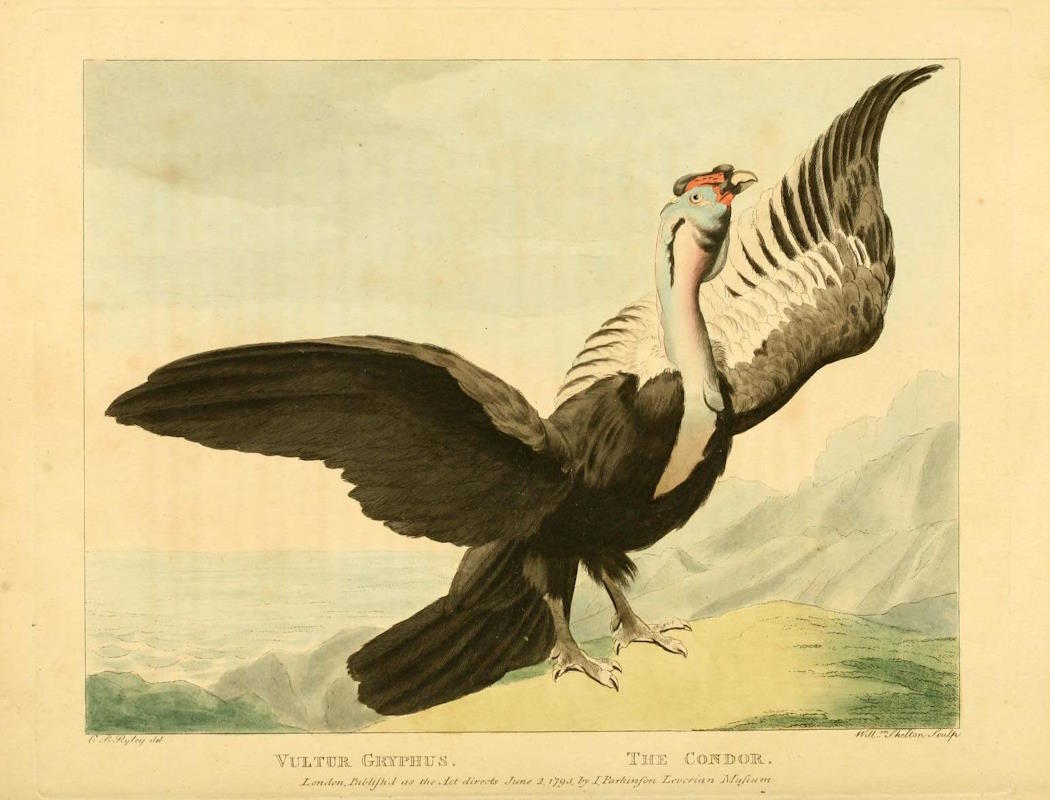 C. R. Ryley del.
Will.ᵐ Skelton Sculp
VULTUR GRYPHUS. THE CONDOR.
London, Publiſh'd as the Act directs June 2, 1793, by I Parkinſon Leverian Muſeum